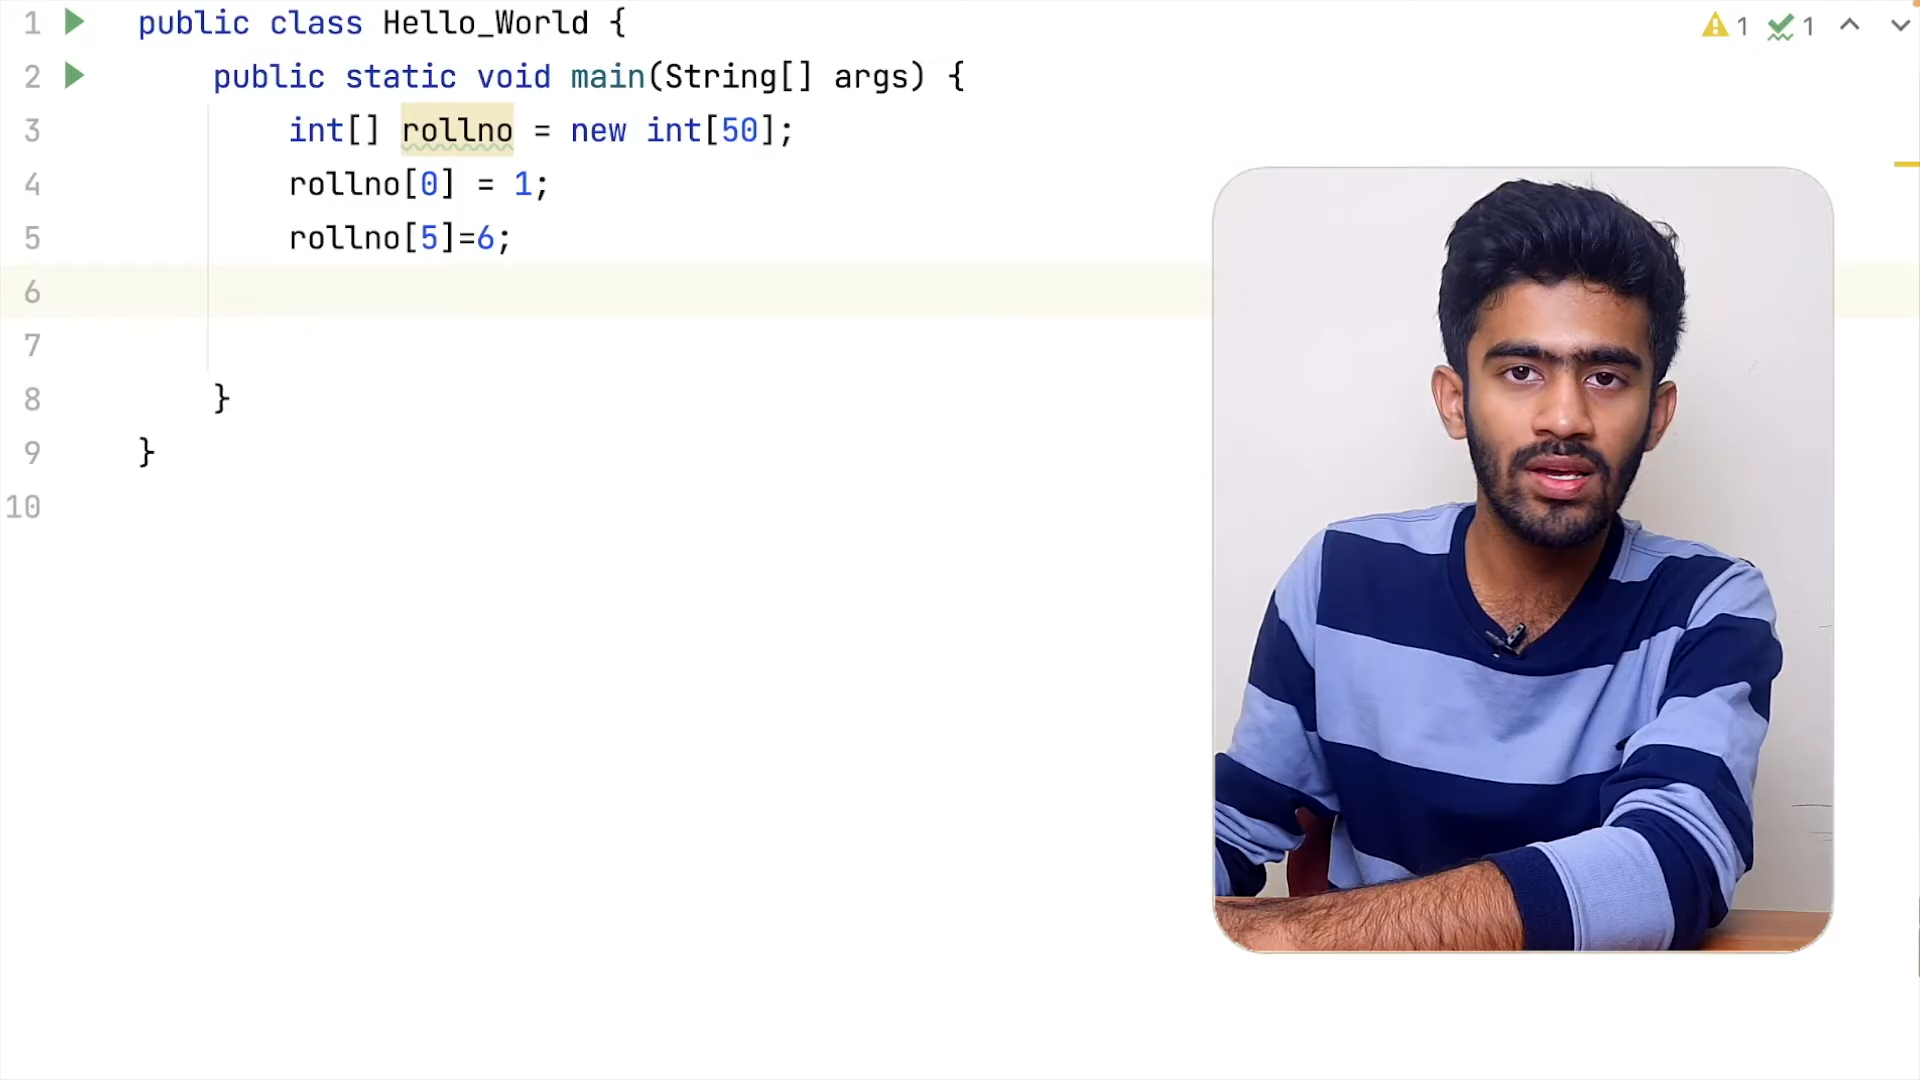 1 public class Hello_World {
2 public static void main(String[] args) {
3 int[] rollno = new int[50];
4 rollno[0] = 1;
5 rollno[5]=6;
6
7
8 }
9 }
10
1 1